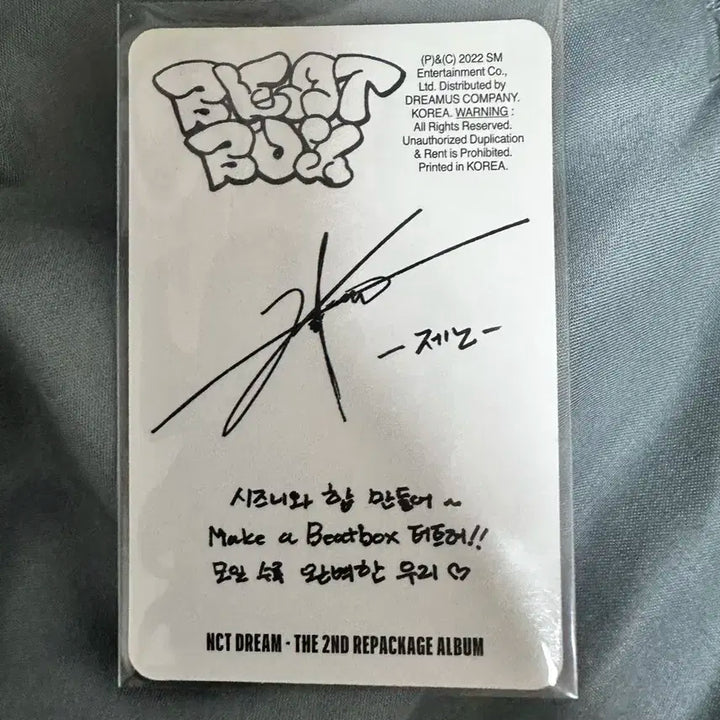 BEAT
BOX
(P)&(C) 2022 SM
Entertainment Co.,
Ltd. Distributed by
DREAMUS COMPANY.
KOREA. WARNING :
All Rights Reserved.
Unauthorized Duplication
& Rent is Prohibited.
Printed in KOREA.
-제노-
시즈니와 합 만들어 ~
Make a Beatbox 터트려!!
모일 수록 완벽한 우리 ♡
NCT DREAM - THE 2ND REPACKAGE ALBUM